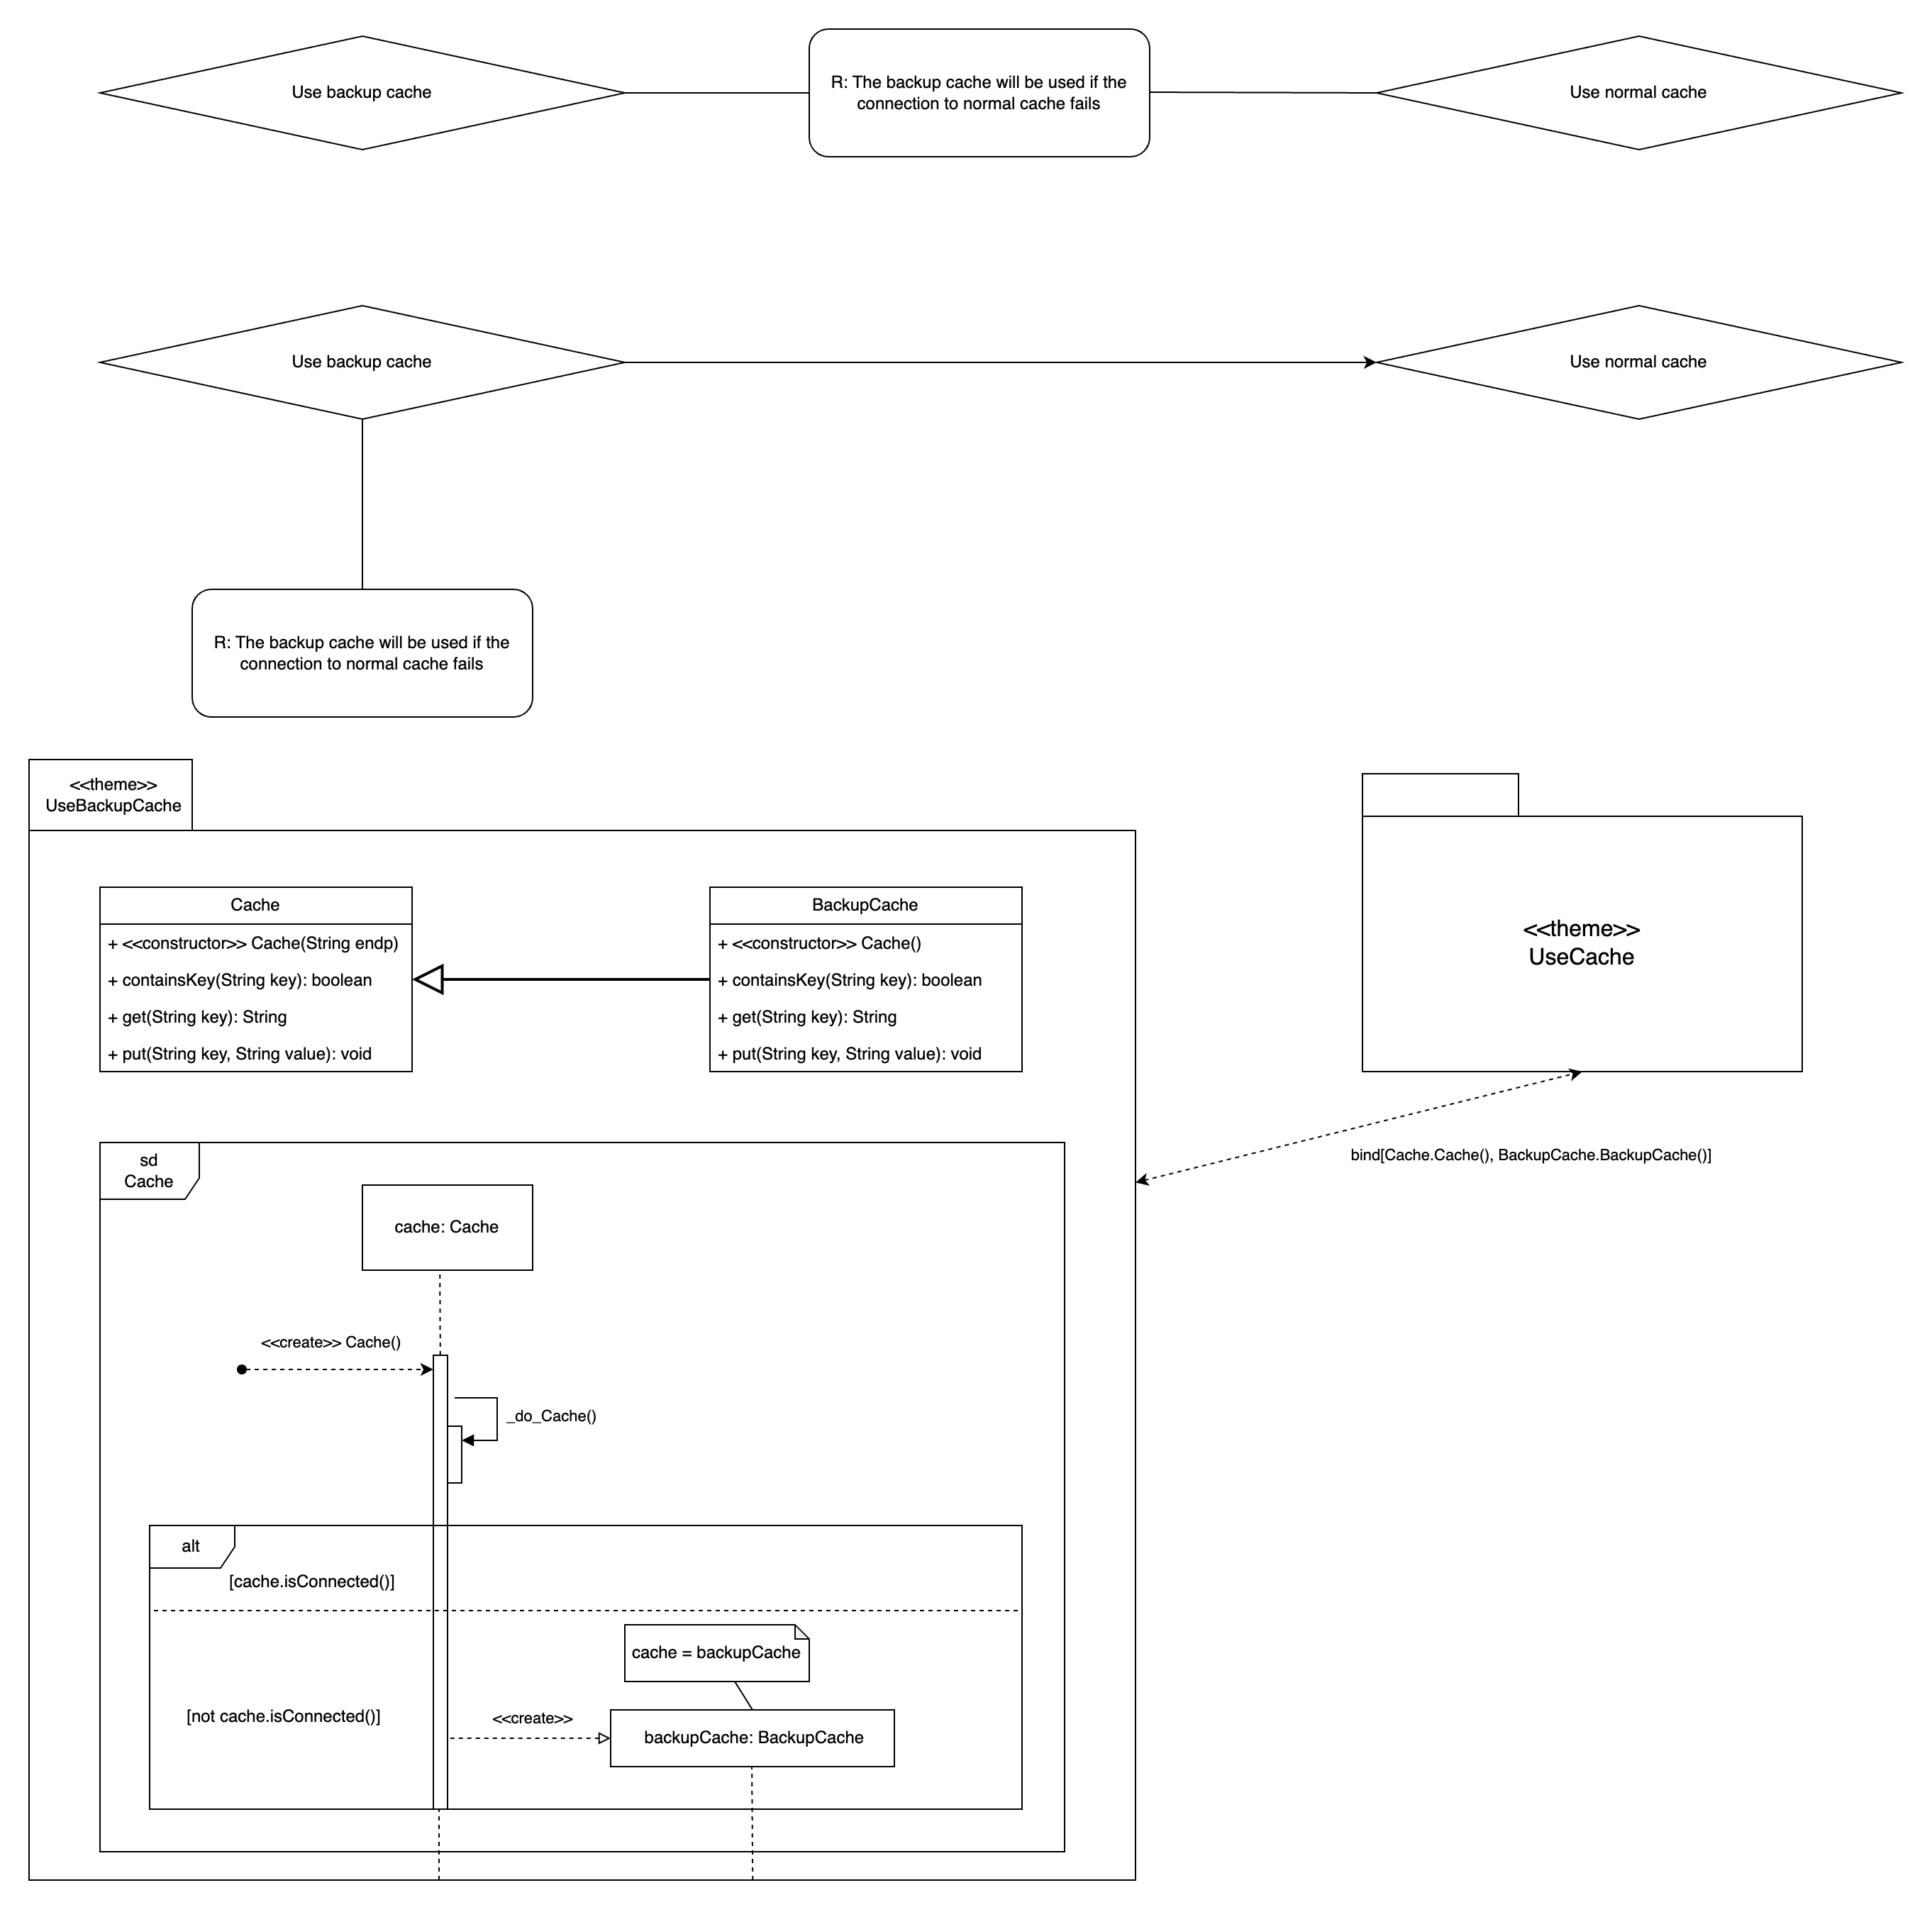 Use backup cache
R: The backup cache will be used if the
connection to normal cache fails
Use normal cache
Use backup cache
Use normal cache
R: The backup cache will be used if the
connection to normal cache fails
<<theme>>
UseBackupCache
Cache
+ <<constructor>> Cache(String endp)
+ containsKey(String key): boolean
+ get(String key): String
+ put(String key, String value): void
BackupCache
+ <<constructor>> Cache()
+ containsKey(String key): boolean
+ get(String key): String
+ put(String key, String value): void
<<theme>>
UseCache
bind[Cache.Cache(), BackupCache.BackupCache()]
sd
Cache
cache: Cache
<<create>> Cache()
_do_Cache()
alt
[cache.isConnected()]
cache = backupCache
[not cache.isConnected()]
<<create>>
backupCache: BackupCache